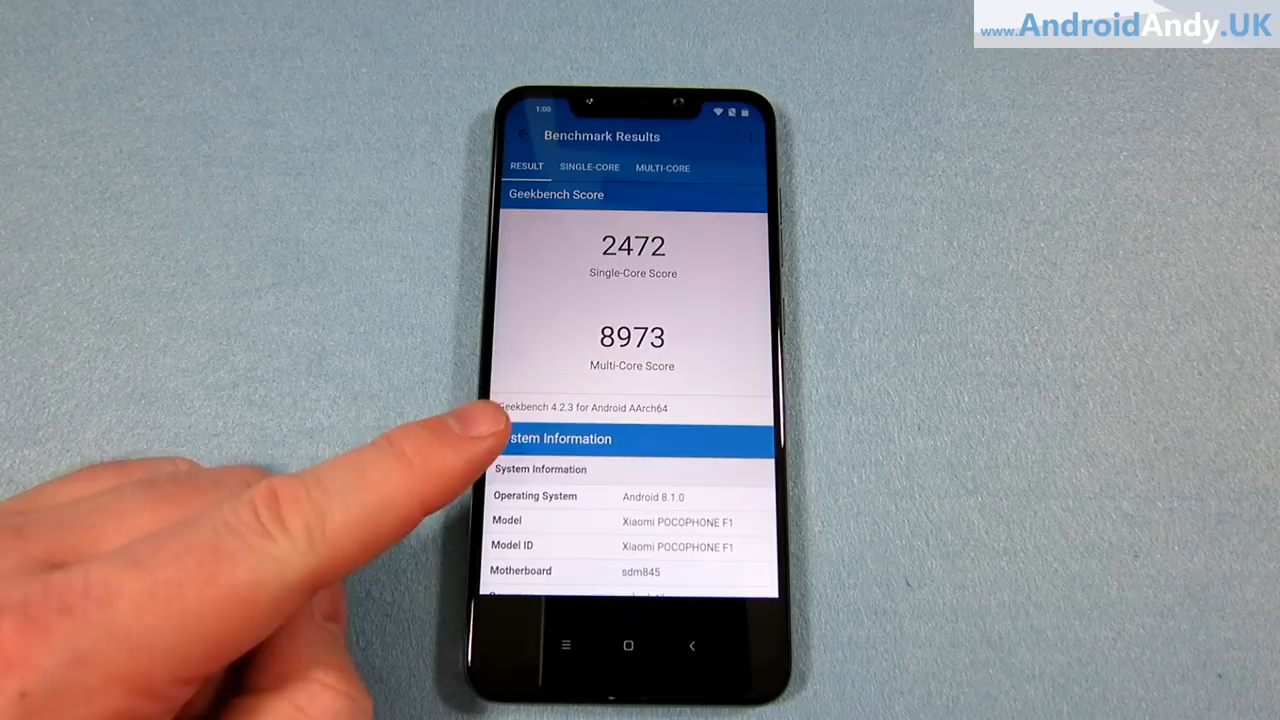 www.AndroidAndy.UK
1:00
Benchmark Results
RESULT SINGLE-CORE MULTI-CORE
Geekbench Score
2472
Single-Core Score
8973
Multi-Core Score
Geekbench 4.2.3 for Android AArch64
stem Information
System Information
Operating System Android 8.1.0
Model Xiaomi POCOPHONE F1
Model ID Xiaomi POCOPHONE F1
Motherboard sdm845